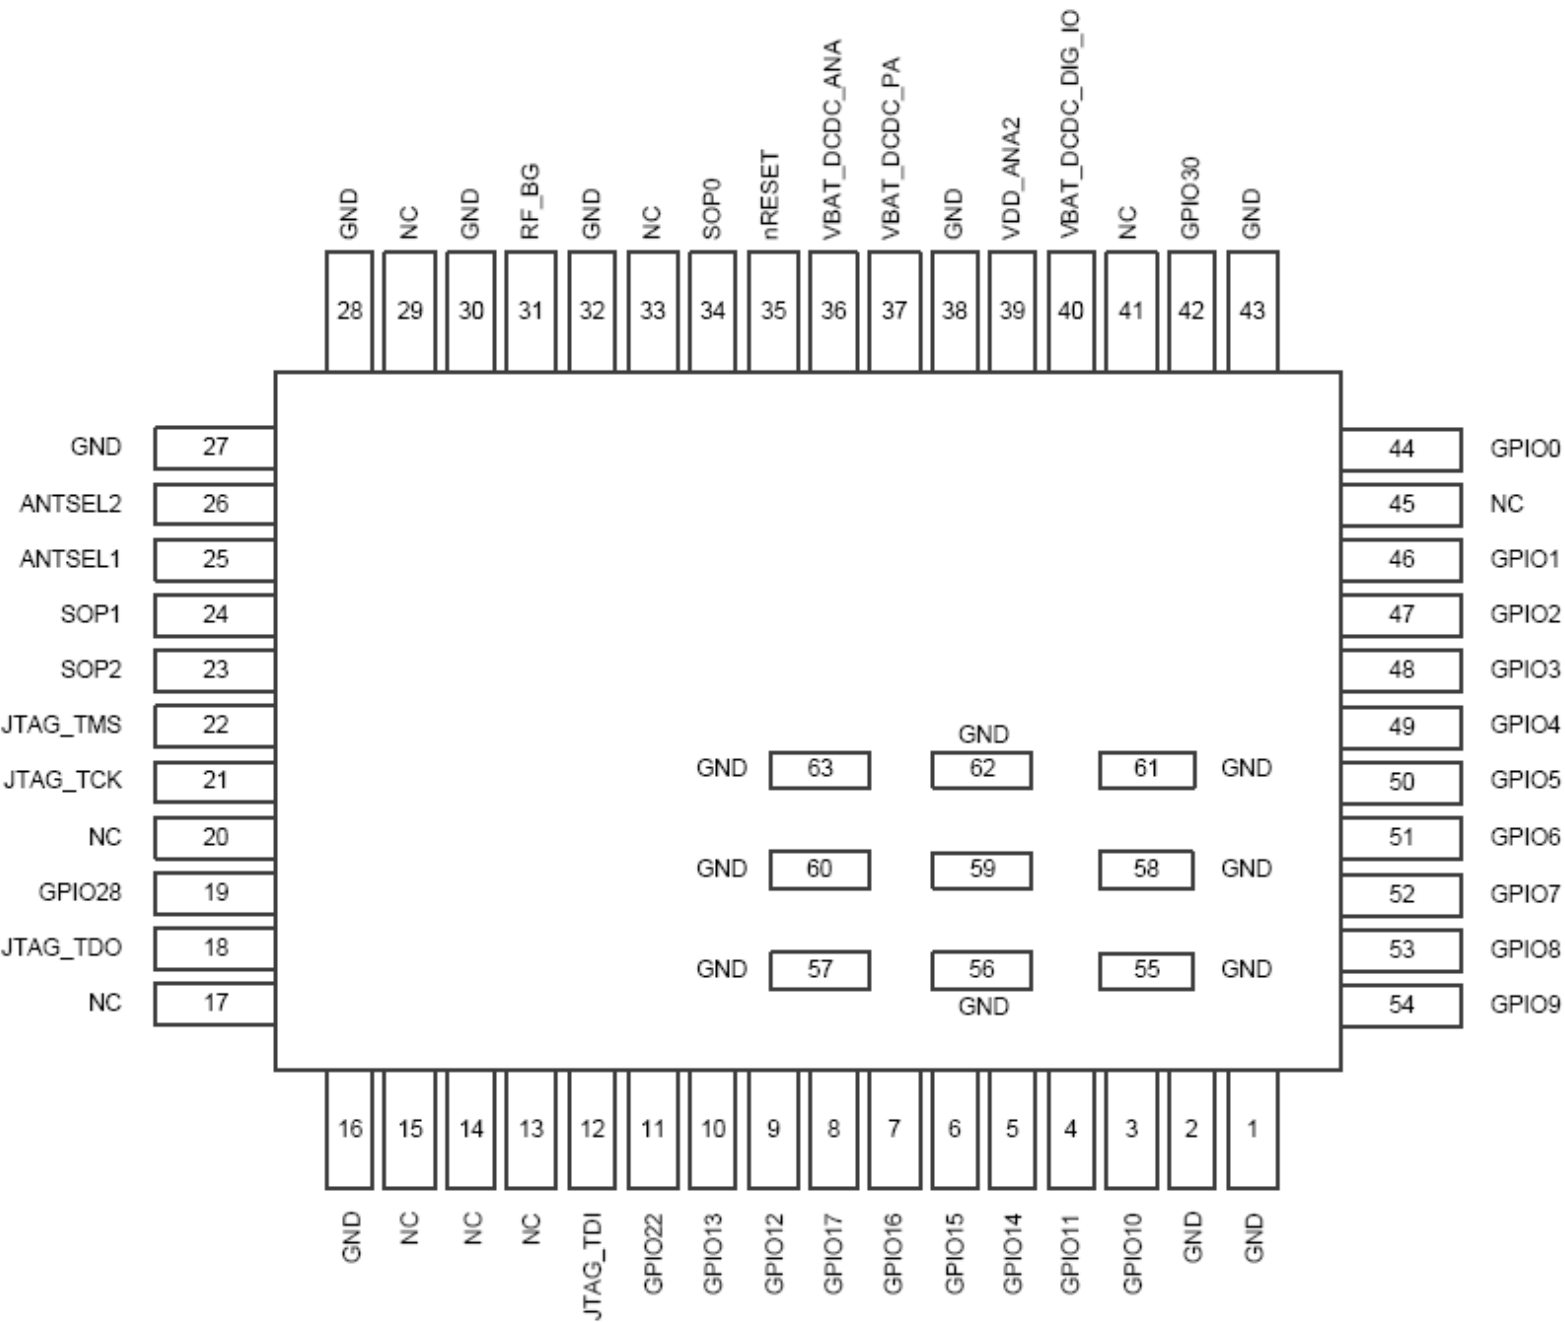 GND NC GND RF_BG GND NC SOP0 nRESET VBAT_DCDC_ANA VBAT_DCDC_PA GND VDD_ANA2 VBAT_DCDC_DIG_IO NC GPIO30 GND
28 29 30 31 32 33 34 35 36 37 38 39 40 41 42 43
GND 27 44 GPIO0
ANTSEL2 26 45 NC
ANTSEL1 25 46 GPIO1
SOP1 24 47 GPIO2
SOP2 23 48 GPIO3
JTAG_TMS 22 49 GPIO4
GND
GND 63 62 61 GND
JTAG_TCK 21 50 GPIO5
NC 20 51 GPIO6
GND 60 59 58 GND
GPIO28 19 52 GPIO7
JTAG_TDO 18 53 GPIO8
GND 57 56 55 GND
GND
NC 17 54 GPIO9
16 15 14 13 12 11 10 9 8 7 6 5 4 3 2 1
GND NC NC NC JTAG_TDI GPIO22 GPIO13 GPIO12 GPIO17 GPIO16 GPIO15 GPIO14 GPIO11 GPIO10 GND GND